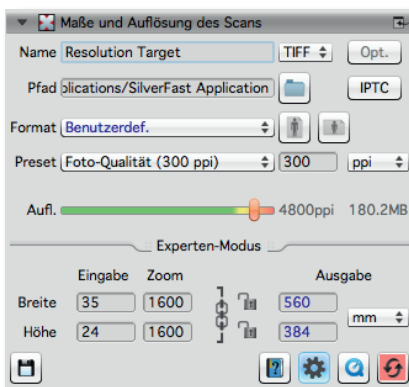 Maße und Auflösung des Scans
Name Resolution Target TIFF Opt.
Pfad plications/SilverFast Application IPTC
Format Benutzerdef.
Preset Foto-Qualität (300 ppi) 300 ppi
Aufl. 4800ppi 180.2MB
Experten-Modus
Eingabe Zoom Ausgabe
Breite 35 1600 560
mm
Höhe 24 1600 384